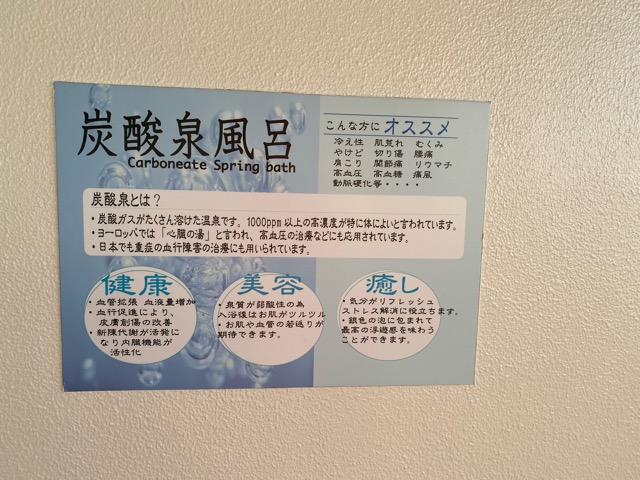 炭酸泉風呂
Carboneate Spring bath
こんな方に オススメ
冷え性 肌荒れ むくみ
やけど 切り傷 腰痛
肩こり 関節痛 リウマチ
高血圧 高血糖 痛風
動脈硬化等・・・・
炭酸泉とは？
・炭酸ガスがたくさん溶けた温泉です。1000ppm以上の高濃度が特に体によいと言われています。
・ヨーロッパでは「心臓の湯」と言われ、高血圧の治療などにも応用されています。
・日本でも重症の血行障害の治療にも用いられています。
健康
・血管拡張 血液量増加
・血行促進により、
皮膚創傷の改善
・新陳代謝が活発に
なり内臓機能が
活性化
美容
・泉質が弱酸性の為
入浴後はお肌がツルツル
・お肌や血管の若返りが
期待できます。
癒し
・気分がリフレッシュ
ストレス解消に役立ちます。
・銀色の泡に包まれて
最高の浮遊感を味わう
ことができます。